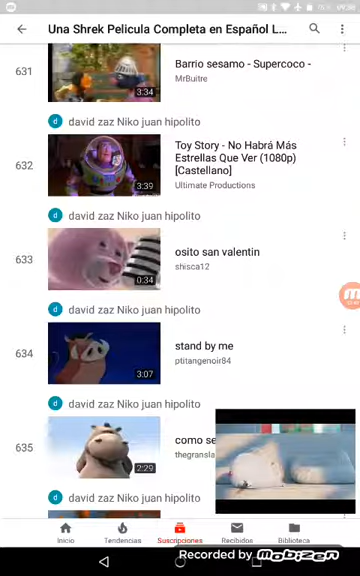 09:38
Una Shrek Pelicula Completa en Español L...
631
3:34
Barrio sesamo - Supercoco -
MrBuitre
d david zaz Niko juan hipolito
632
3:39
Toy Story - No Habrá Más
Estrellas Que Ver (1080p)
[Castellano]
Ultimate Productions
d david zaz Niko juan hipolito
633
0:34
osito san valentin
shisca12
d david zaz Niko juan hipolito
634
3:07
stand by me
ptitangenoir84
d david zaz Niko juan hipolito
635
2:29
como se
thegransla
d david zaz Niko juan hipolito
Inicio
Tendencias
Suscripciones
Recibidos
Biblioteca
Recorded by mobizen